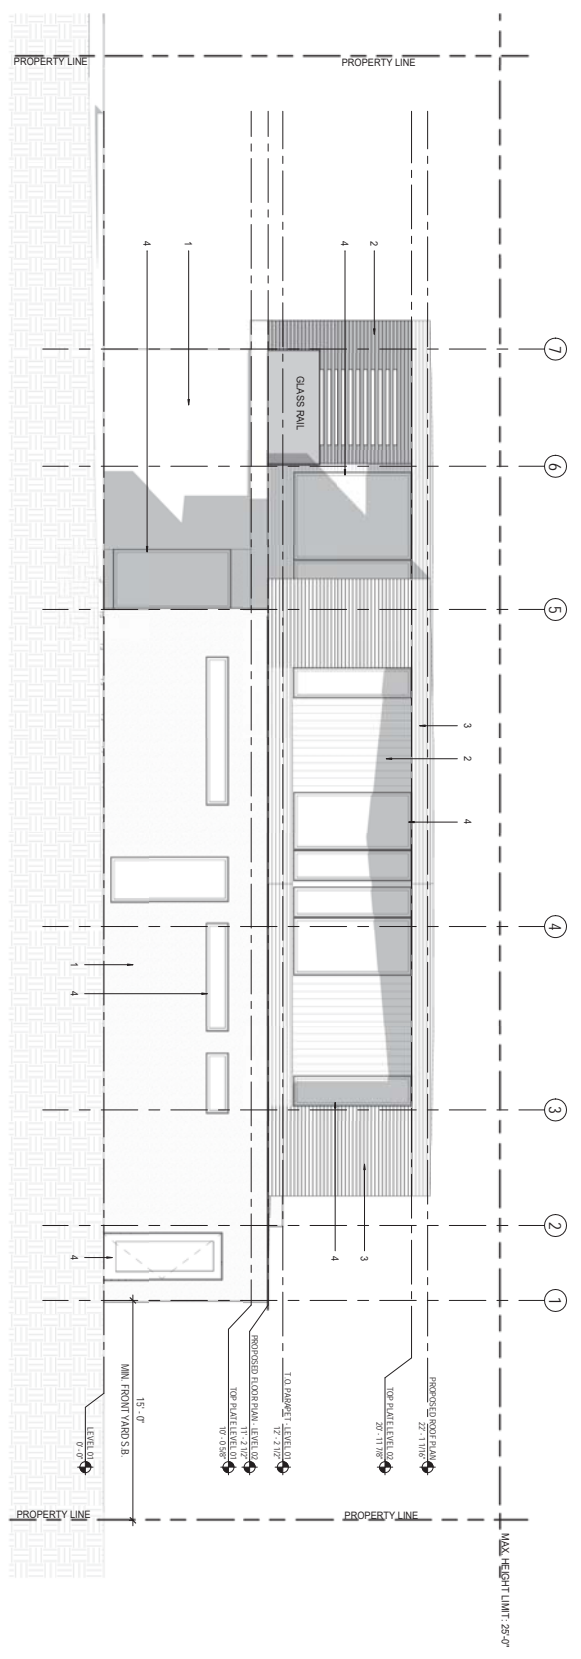 PROPERTY LINE
PROPERTY LINE
4
1
4
2
7
GLASS RAIL
6
4
4
5
3
2
4
4
1
4
3
4
3
2
4
1
MAX. HEIGHT LIMIT: 25'-0"
PROPOSED ROOF PLAN
22' - 1 1/16"
TOP PLATE LEVEL 02
20' - 11 7/8"
T.O. PARAPET - LEVEL 01
12' - 2 1/2"
PROPOSED FLOOR PLAN - LEVEL 02
11' - 2 1/2"
TOP PLATE LEVEL 01
10' - 0 5/8"
15' - 0"
MIN. FRONT YARD S.B.
LEVEL 01
0' - 0"
PROPERTY LINE
PROPERTY LINE